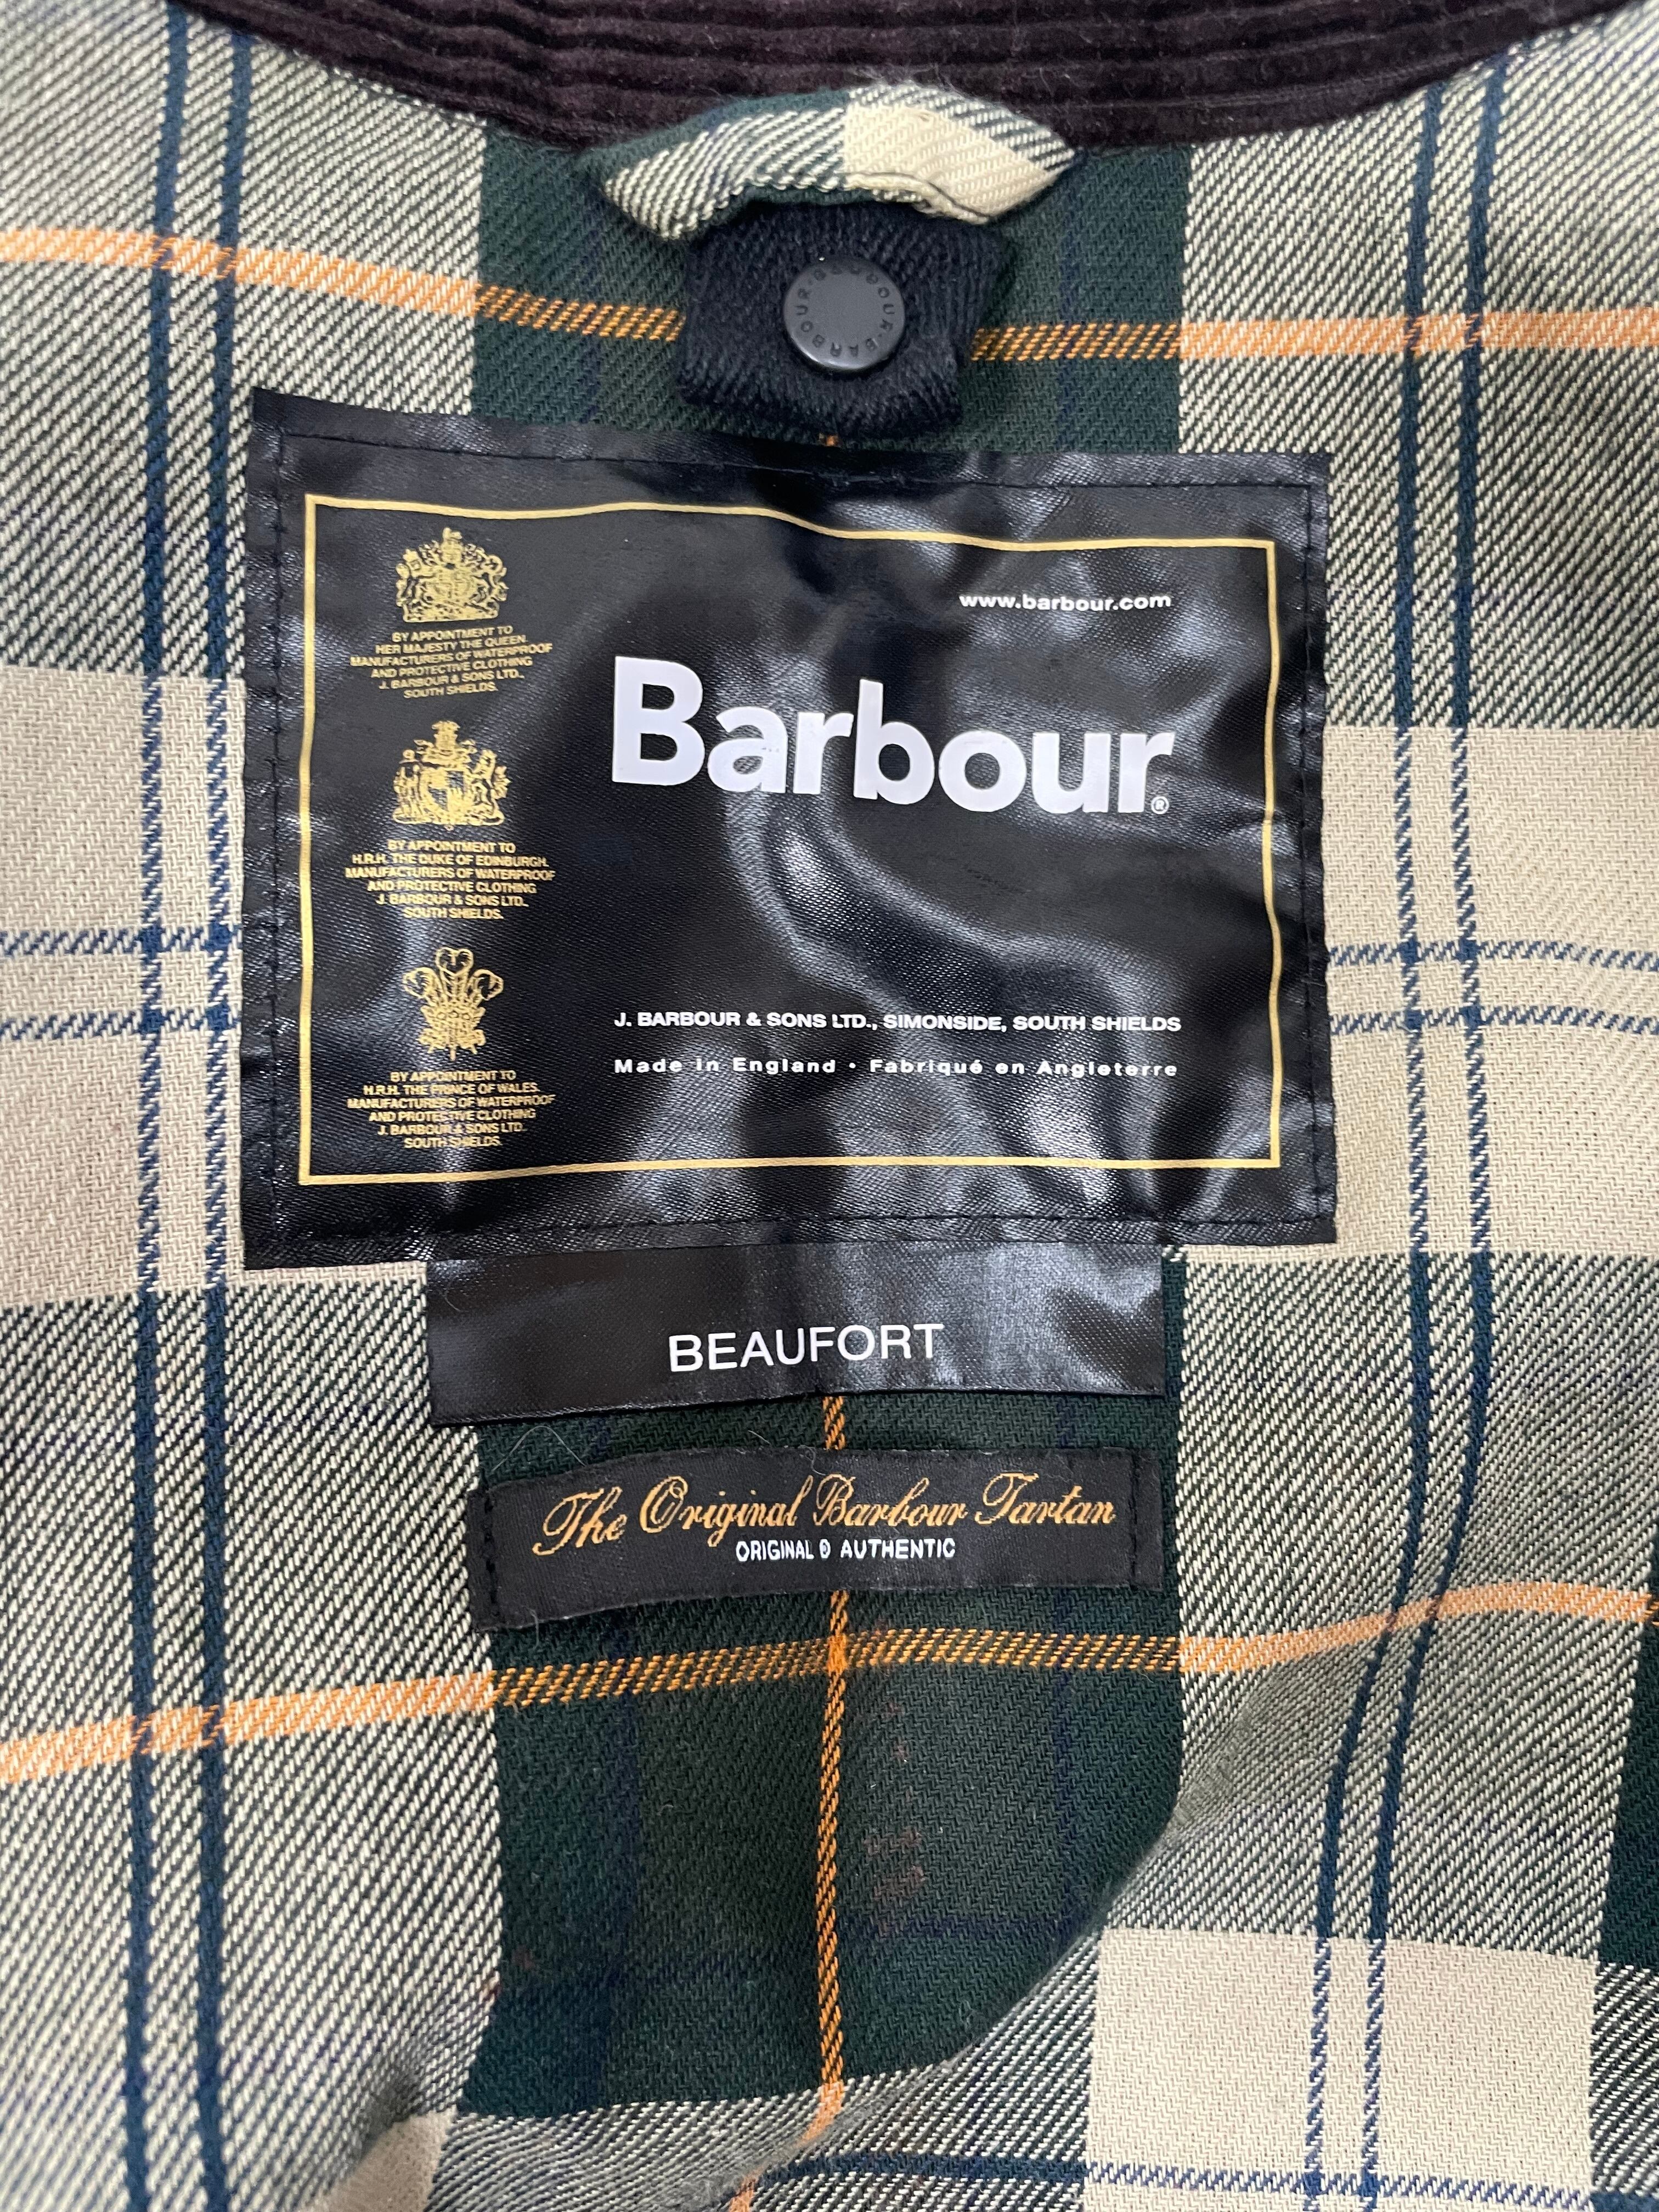 BARBOUR·BARBOUR·BARBOUR
www.barbour.com
Barbour®
BY APPOINTMENT TO
HER MAJESTY THE QUEEN.
MANUFACTURERS OF WATERPROOF
AND PROTECTIVE CLOTHING
J. BARBOUR & SONS LTD.,
SOUTH SHIELDS.
BY APPOINTMENT TO
H.R.H. THE DUKE OF EDINBURGH.
MANUFACTURERS OF WATERPROOF
AND PROTECTIVE CLOTHING
J. BARBOUR & SONS LTD.,
SOUTH SHIELDS.
BY APPOINTMENT TO
H.R.H. THE PRINCE OF WALES.
MANUFACTURERS OF WATERPROOF
AND PROTECTIVE CLOTHING
J. BARBOUR & SONS LTD.
SOUTH SHIELDS.
J. BARBOUR & SONS LTD., SIMONSIDE, SOUTH SHIELDS
Made in England • Fabriqué en Angleterre
BEAUFORT
The Original Barbour Tartan
ORIGINAL & AUTHENTIC